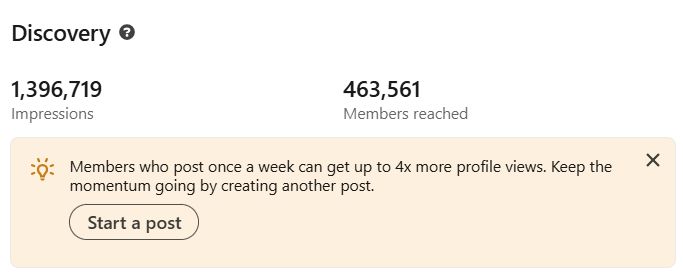 Discovery ?
1,396,719
Impressions
463,561
Members reached
Members who post once a week can get up to 4x more profile views. Keep the
momentum going by creating another post.
Start a post